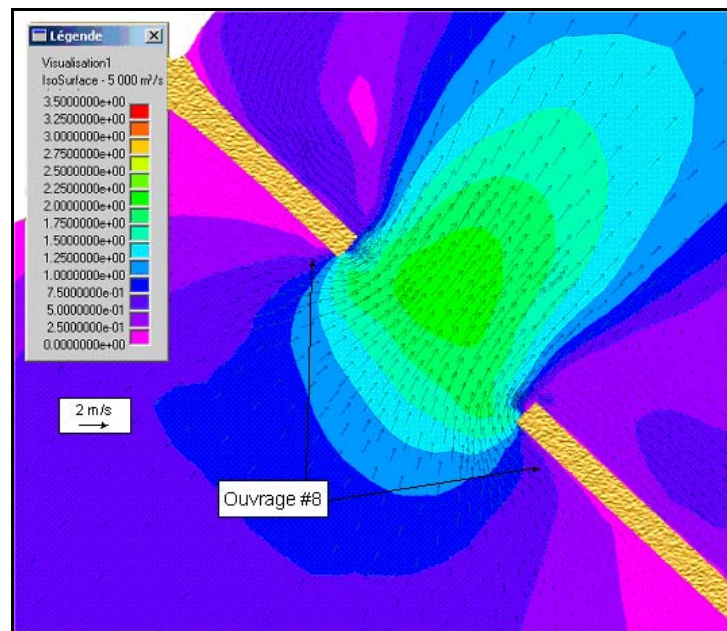 Légende
Visualisation1
IsoSurface - 5 000 m³/s
3.5000000e+00
3.2500000e+00
3.0000000e+00
2.7500000e+00
2.5000000e+00
2.2500000e+00
2.0000000e+00
1.7500000e+00
1.5000000e+00
1.2500000e+00
1.0000000e+00
7.5000000e-01
5.0000000e-01
2.5000000e-01
0.0000000e+00
2 m/s
Ouvrage #8